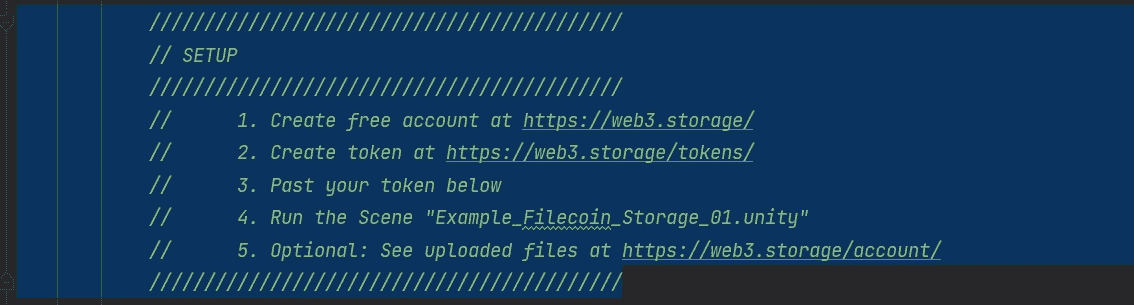 ///////////////////////////////////////////
// SETUP
///////////////////////////////////////////
//      1. Create free account at https://web3.storage/
//      2. Create token at https://web3.storage/tokens/
//      3. Past your token below
//      4. Run the Scene "Example_Filecoin_Storage_01.unity"
//      5. Optional: See uploaded files at https://web3.storage/account/
///////////////////////////////////////////